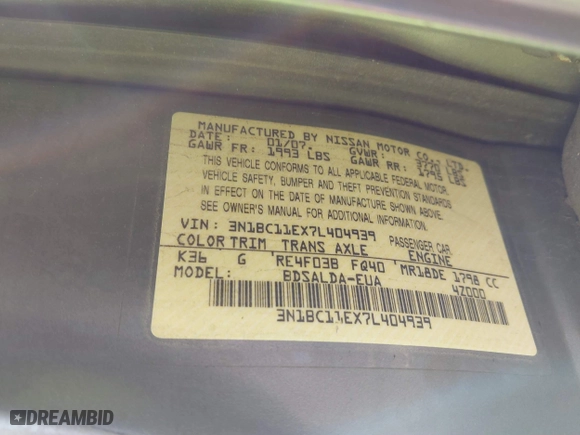 MANUFACTURED BY NISSAN MOTOR CO., LTD.
DATE: 01/07. GVWR:
GAWR FR: 1993 LBS GAWR RR: 1795 LBS
THIS VEHICLE CONFORMS TO ALL APPLICABLE FEDERAL MOTOR
VEHICLE SAFETY, BUMPER AND THEFT PREVENTION STANDARDS
IN EFFECT ON THE DATE OF MANUFACTURE SHOWN ABOVE.
SEE OWNER'S MANUAL FOR ADDITIONAL INFORMATION.
VIN: 3N1BC11EX7L404939 PASSENGER CAR
COLOR TRIM TRANS AXLE ENGINE
K36 G RE4F03B FQ40 MR18DE 1798 CC
MODEL: BDSALDA-EUA 4Z000
3N1BC11EX7L404939
DREAMBID